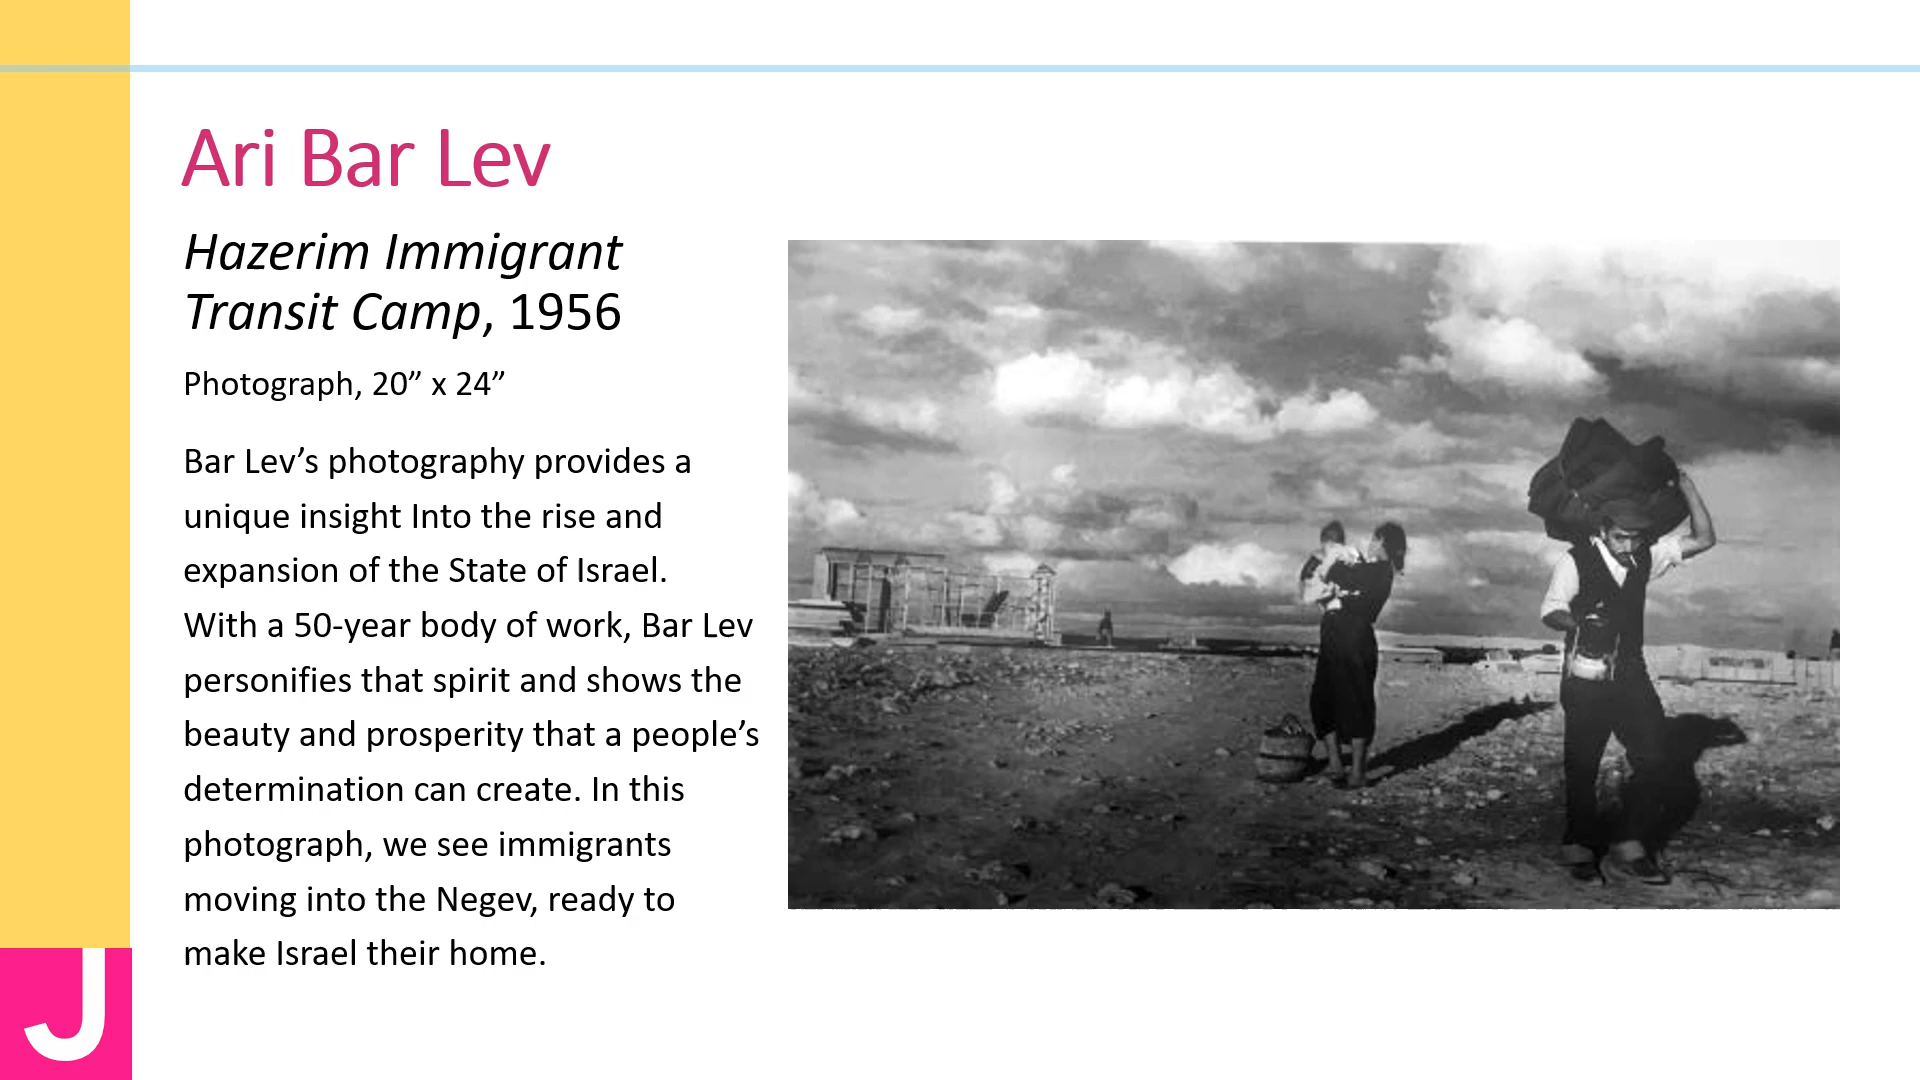 Ari Bar Lev
Hazerim Immigrant
Transit Camp, 1956
Photograph, 20” x 24”
Bar Lev’s photography provides a
unique insight Into the rise and
expansion of the State of Israel.
With a 50-year body of work, Bar Lev
personifies that spirit and shows the
beauty and prosperity that a people’s
determination can create. In this
photograph, we see immigrants
moving into the Negev, ready to
make Israel their home.
J